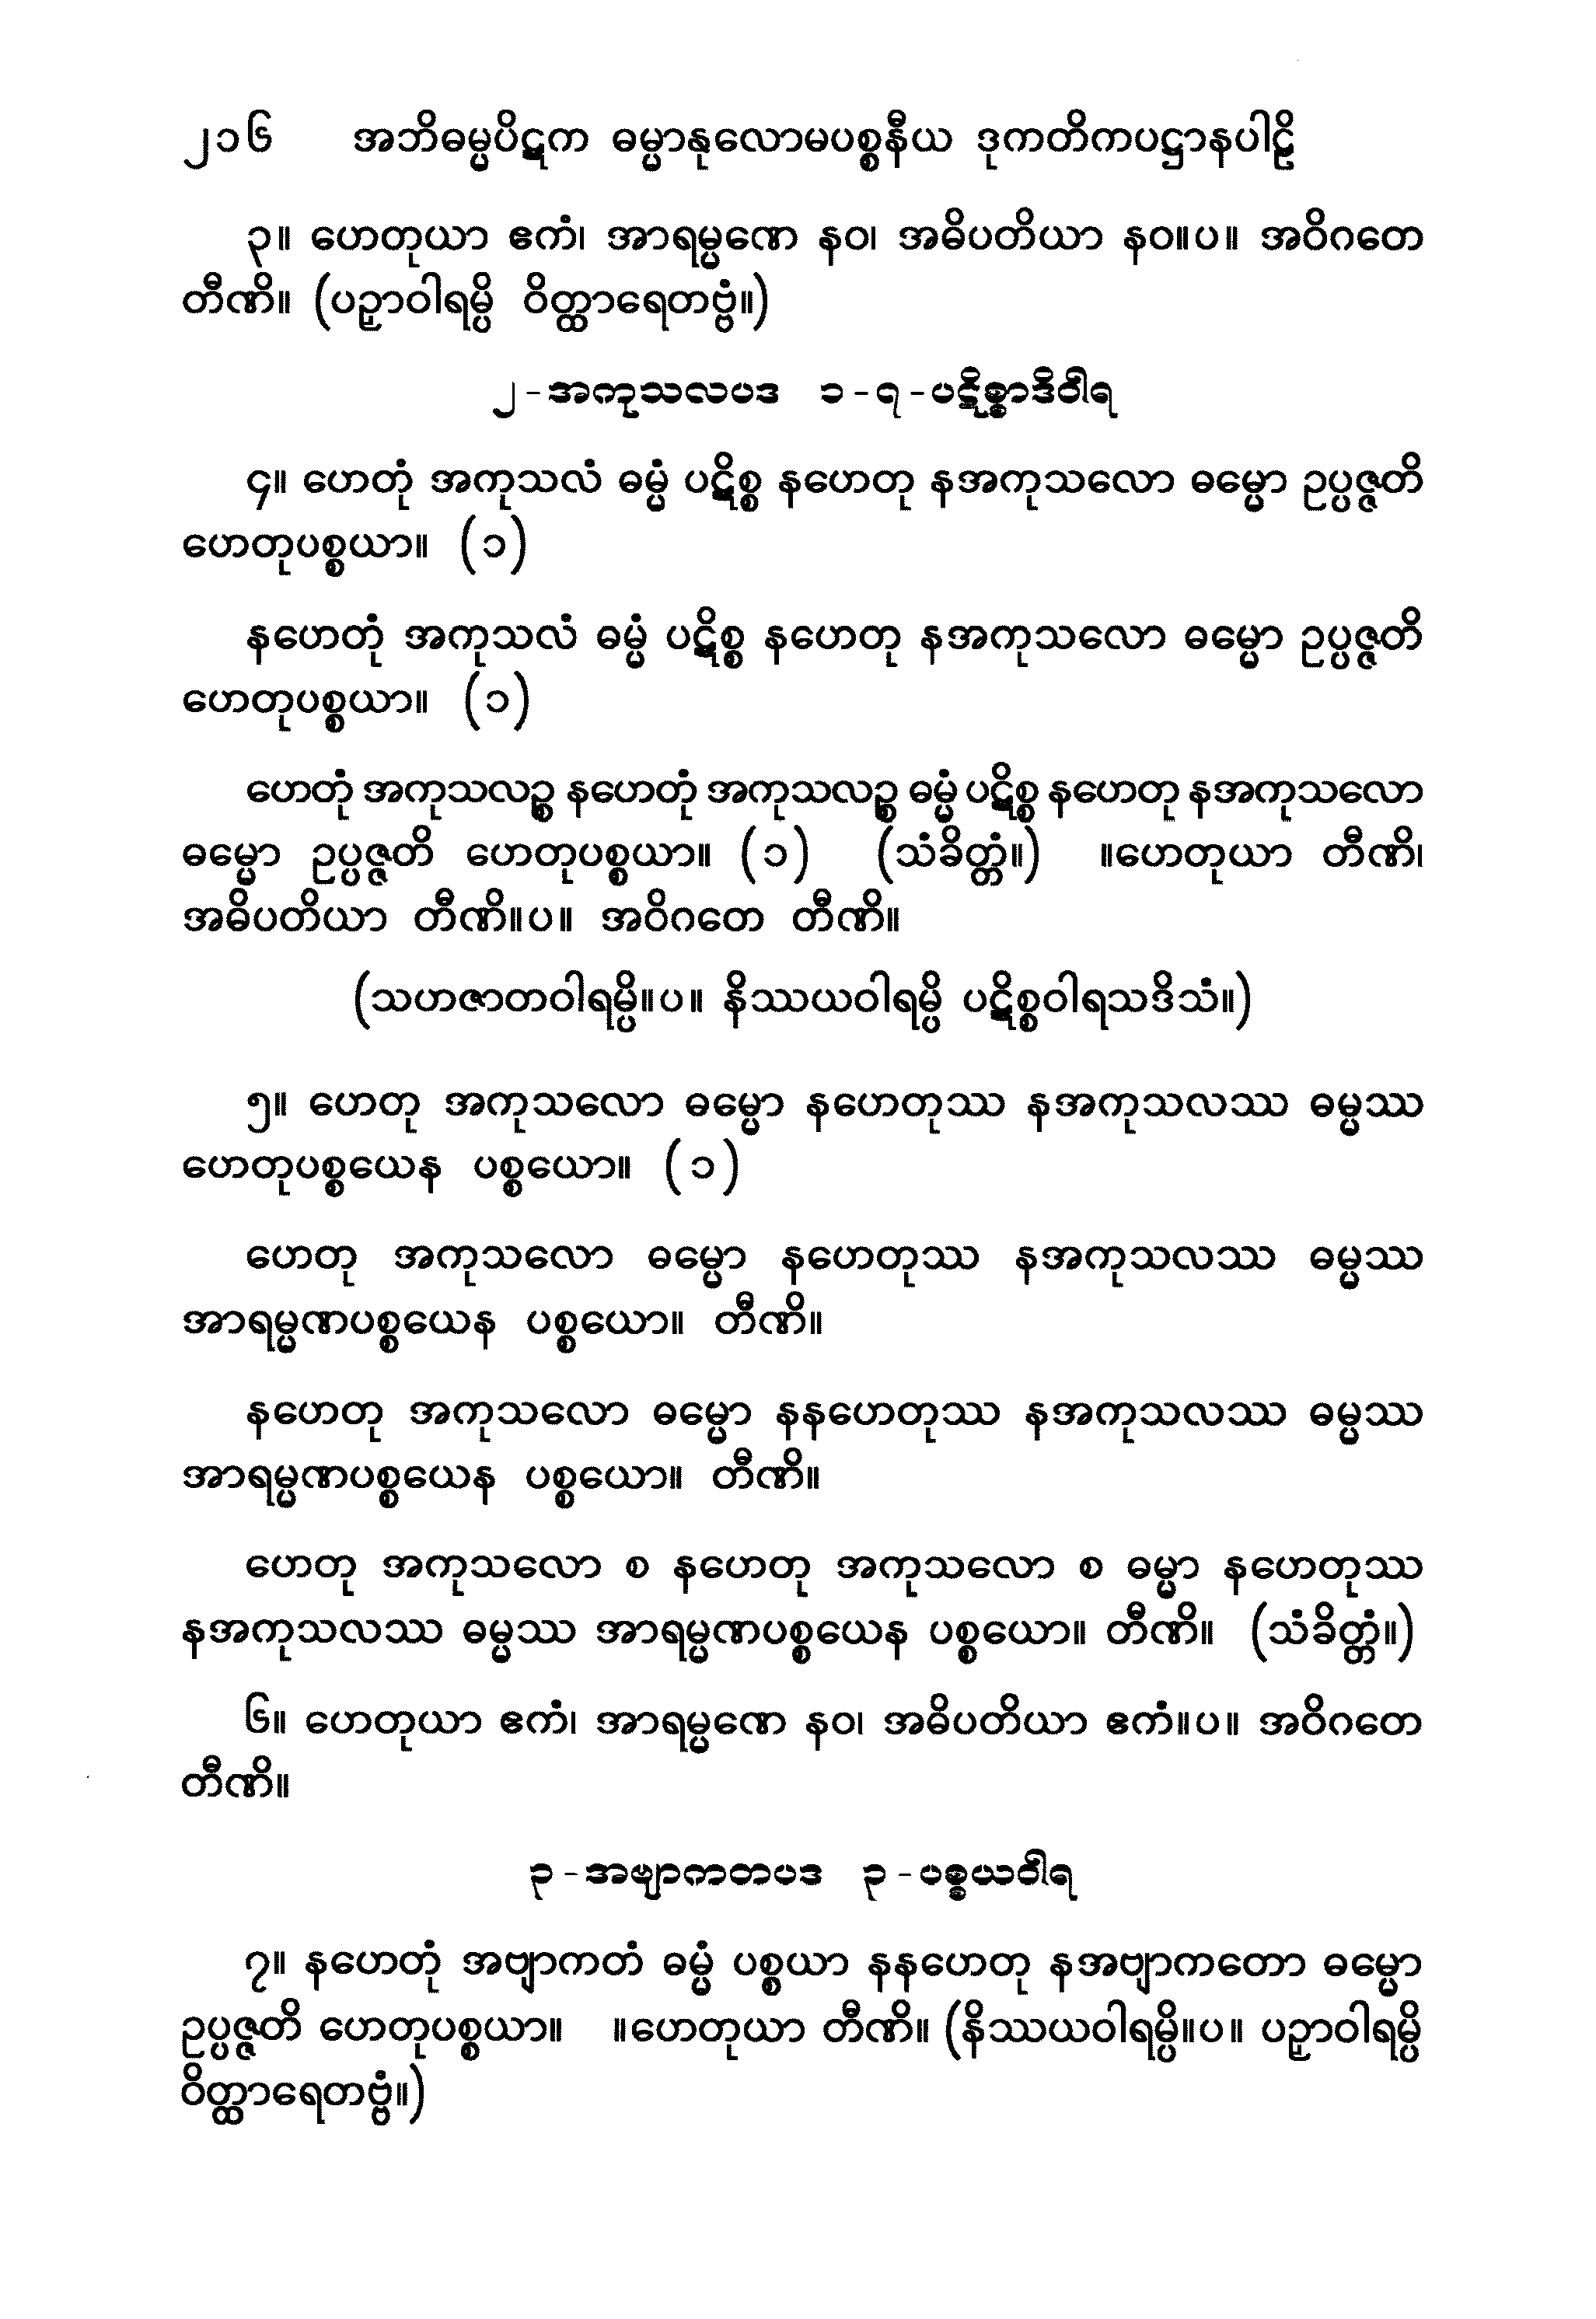 ၂၁၆ အဘိဓမ္မပိဋက ဓမ္မာနုလောမပစ္စနီယ ဒုကတိကပဋ္ဌာနပါဠိ
၃။ ဟေတုယာ ဧကံ၊ အာရမ္မဏေ နဝ၊ အဓိပတိယာ နဝ။ပ။ အဝိဂတေ
တီဏိ။ (ပဉှာဝါရမ္ပိ ဝိတ္ထာရေတဗ္ဗံ။)
၂-အကုသလပဒ ၁-၇-ပဋိစ္စာဒိဝါရ
၄။ ဟေတုံ အကုသလံ ဓမ္မံ ပဋိစ္စ နဟေတု နအကုသလော ဓမ္မော ဥပ္ပဇ္ဇတိ
ဟေတုပစ္စယာ။ (၁)
နဟေတုံ အကုသလံ ဓမ္မံ ပဋိစ္စ နဟေတု နအကုသလော ဓမ္မော ဥပ္ပဇ္ဇတိ
ဟေတုပစ္စယာ။ (၁)
ဟေတုံ အကုသလဉ္စ နဟေတုံ အကုသလဉ္စ ဓမ္မံ ပဋိစ္စ နဟေတု နအကုသလော
ဓမ္မော ဥပ္ပဇ္ဇတိ ဟေတုပစ္စယာ။ (၁) (သံခိတ္တံ။) ။ဟေတုယာ တီဏိ၊
အဓိပတိယာ တီဏိ။ပ။ အဝိဂတေ တီဏိ။
(သဟဇာတဝါရမ္ပိ။ပ။ နိဿယဝါရမ္ပိ ပဋိစ္စဝါရသဒိသံ။)
၅။ ဟေတု အကုသလော ဓမ္မော နဟေတုဿ နအကုသလဿ ဓမ္မဿ
ဟေတုပစ္စယေန ပစ္စယော။ (၁)
ဟေတု အကုသလော ဓမ္မော နဟေတုဿ နအကုသလဿ ဓမ္မဿ
အာရမ္မဏပစ္စယေန ပစ္စယော။ တီဏိ။
နဟေတု အကုသလော ဓမ္မော နနဟေတုဿ နအကုသလဿ ဓမ္မဿ
အာရမ္မဏပစ္စယေန ပစ္စယော။ တီဏိ။
ဟေတု အကုသလော စ နဟေတု အကုသလော စ ဓမ္မာ နဟေတုဿ
နအကုသလဿ ဓမ္မဿ အာရမ္မဏပစ္စယေန ပစ္စယော။ တီဏိ။ (သံခိတ္တံ။)
၆။ ဟေတုယာ ဧကံ၊ အာရမ္မဏေ နဝ၊ အဓိပတိယာ ဧကံ။ပ။ အဝိဂတေ
တီဏိ။
၃-အဗျာကတပဒ ၃-ပစ္စယဝါရ
၇။ နဟေတုံ အဗျာကတံ ဓမ္မံ ပစ္စယာ နနဟေတု နအဗျာကတော ဓမ္မော
ဥပ္ပဇ္ဇတိ ဟေတုပစ္စယာ။ ။ဟေတုယာ တီဏိ။ (နိဿယဝါရမ္ပိ။ပ။ ပဉှာဝါရမ္ပိ
ဝိတ္ထာရေတဗ္ဗံ။)